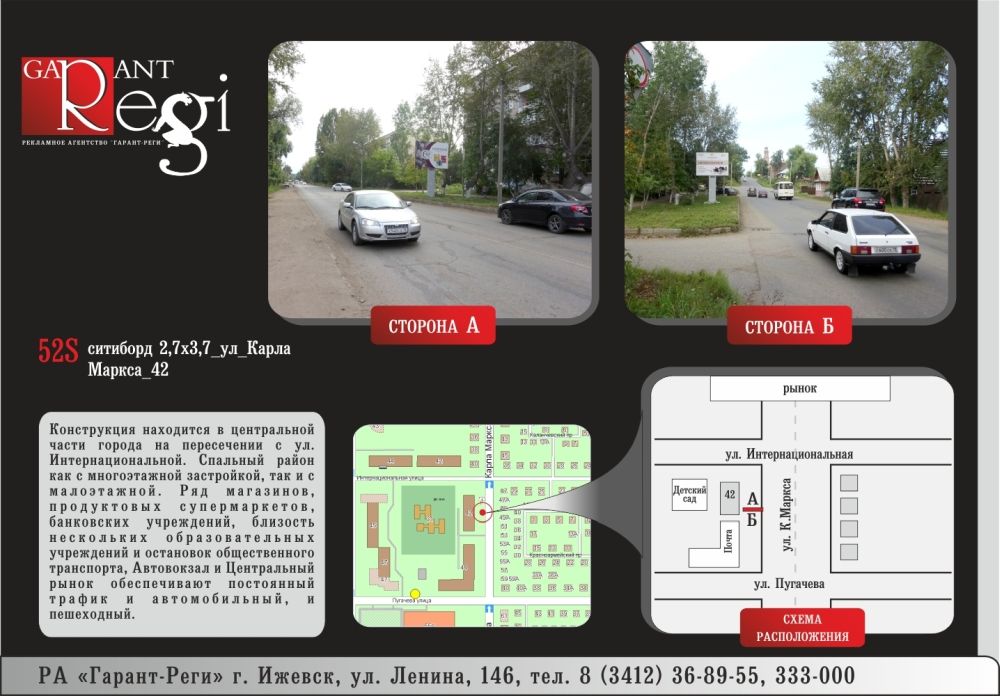 GARANT
Regi
РЕКЛАМНОЕ АГЕНТСТВО "ГАРАНТ-РЕГИ"
СТОРОНА А
СТОРОНА Б
52S ситиборд 2,7х3,7_ул_Карла
Маркса_42
Конструкция находится в центральной
части города на пересечении с ул.
Интернациональной. Спальный район
как с многоэтажной застройкой, так и с
малоэтажной. Ряд магазинов,
продуктовых супермаркетов,
банковских учреждений, близость
нескольких образовательных
учреждений и остановок общественного
транспорта, Автовокзал и Центральный
рынок обеспечивают постоянный
трафик и автомобильный, и
пешеходный.
Карла Маркс
Интернациональная улица
Красноармейская
Пугачева улица
рынок
ул. Интернациональная
Детский
сад
42
А
Б
Почта
ул. К.Маркса
ул. Пугачева
СХЕМА
РАСПОЛОЖЕНИЯ
РА «Гарант-Реги» г. Ижевск, ул. Ленина, 146, тел. 8 (3412) 36-89-55, 333-000